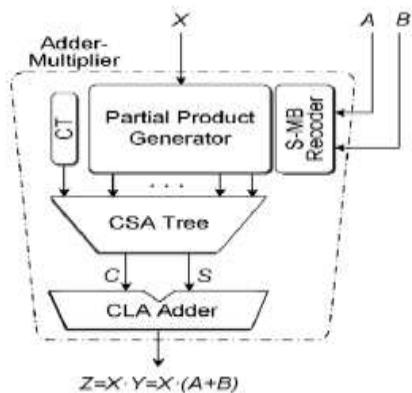 X
A
B
Adder-
Multiplier
CT
Partial Product
Generator
S-MB
Recoder
. . .
CSA Tree
C
S
CLA Adder
Z=X·Y=X·(A+B)